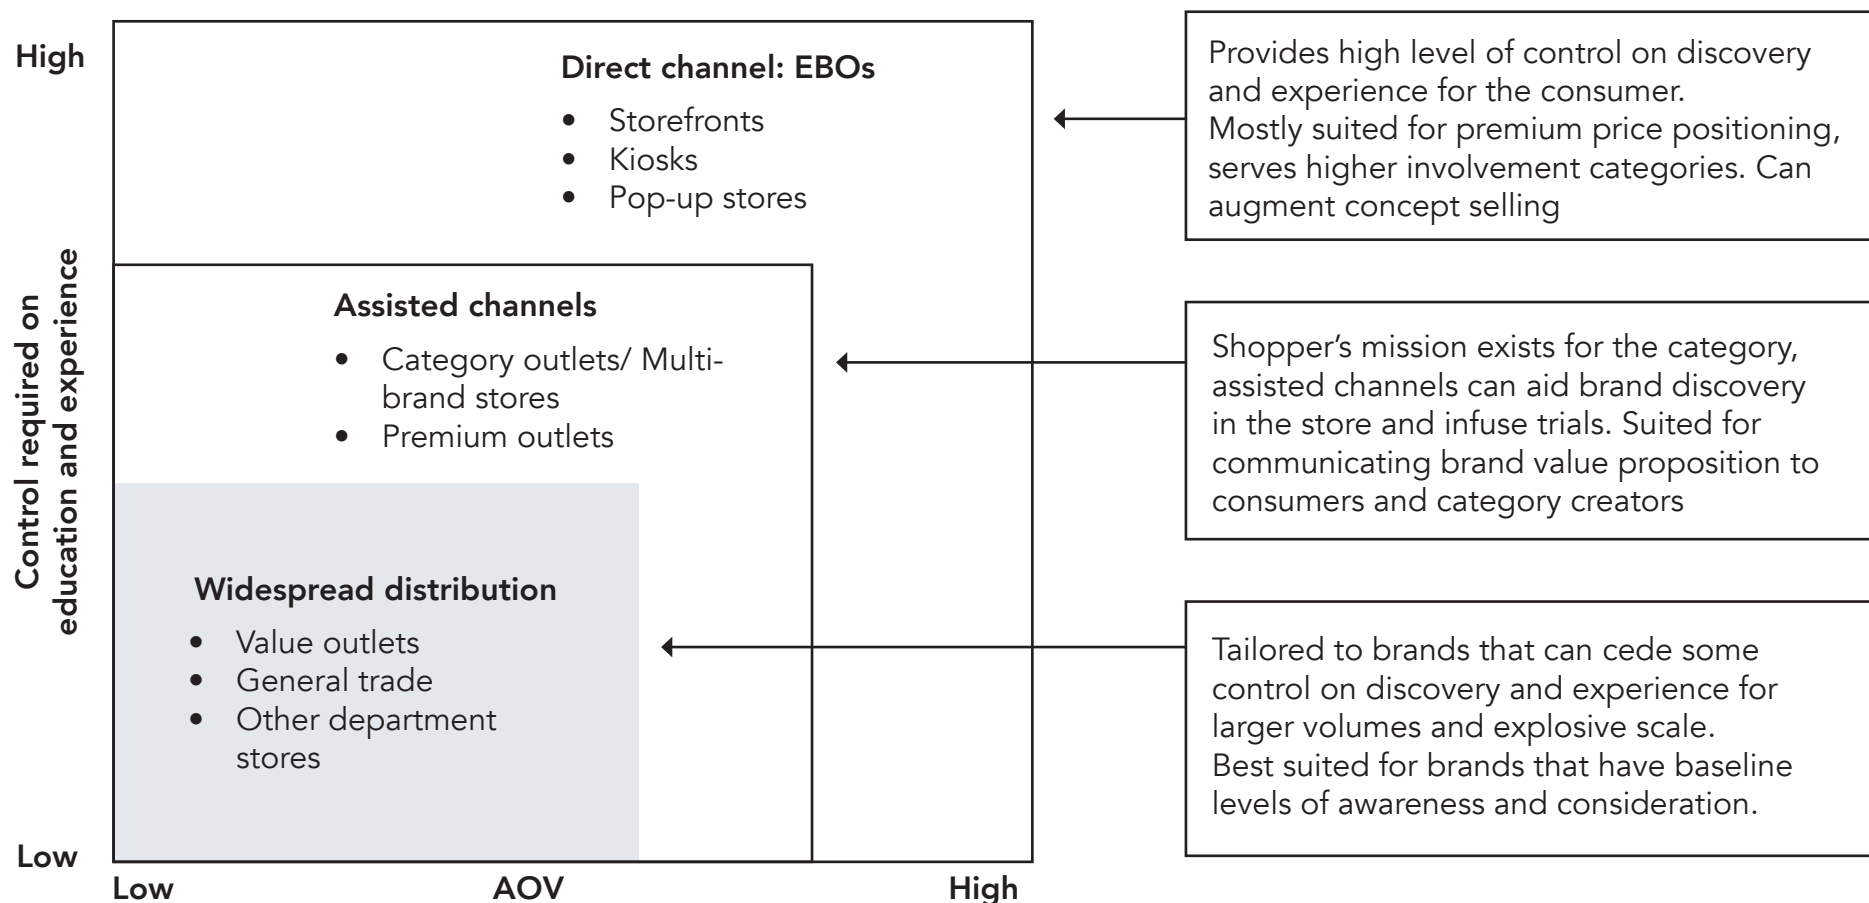 High
Direct channel: EBOs
• Storefronts
• Kiosks
• Pop-up stores
Provides high level of control on discovery
and experience for the consumer.
Mostly suited for premium price positioning,
serves higher involvement categories. Can
augment concept selling
Control required on
education and experience
Assisted channels
• Category outlets/ Multi-
brand stores
• Premium outlets
Shopper’s mission exists for the category,
assisted channels can aid brand discovery
in the store and infuse trials. Suited for
communicating brand value proposition to
consumers and category creators
Widespread distribution
• Value outlets
• General trade
• Other department
stores
Tailored to brands that can cede some
control on discovery and experience for
larger volumes and explosive scale.
Best suited for brands that have baseline
levels of awareness and consideration.
Low
Low
AOV
High